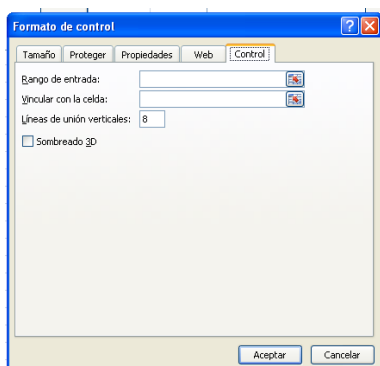 Formato de control
Tamaño Proteger Propiedades Web Control
Rango de entrada:
Vincular con la celda:
Líneas de unión verticales: 8
Sombreado 3D
Aceptar Cancelar